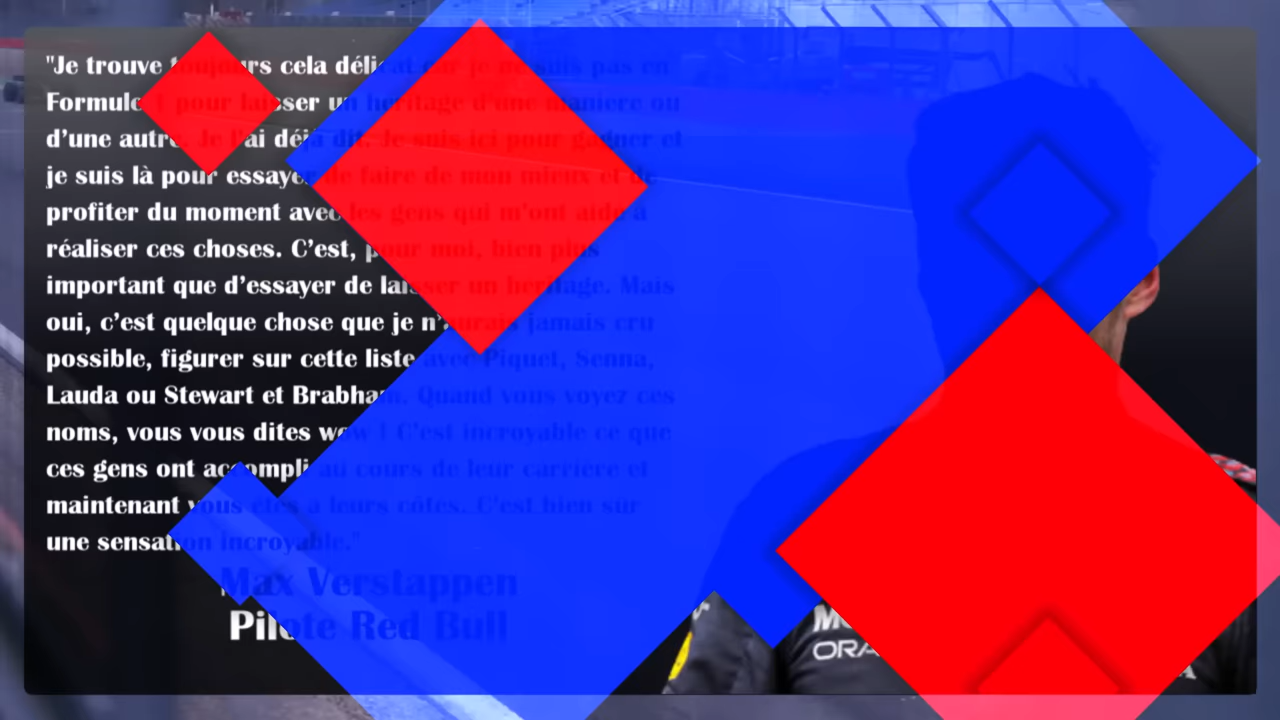 "Je trouve toujours cela délicat car je ne suis pas en
Formule 1 pour laisser un héritage d'une manière ou
d’une autre. Je l'ai déjà dit. Je suis ici pour gagner et
je suis là pour essayer de faire de mon mieux et de
profiter du moment avec les gens qui m'ont aidé à
réaliser ces choses. C’est, pour moi, bien plus
important que d’essayer de laisser un héritage. Mais
oui, c’est quelque chose que je n’aurais jamais cru
possible, figurer sur cette liste avec Piquet, Senna,
Lauda ou Stewart et Brabham. Quand vous voyez ces
noms, vous vous dites wow ! C'est incroyable ce que
ces gens ont accompli au cours de leur carrière et
maintenant vous êtes à leurs côtés. C'est bien sur
une sensation incroyable."
Max Verstappen
Pilote Red Bull